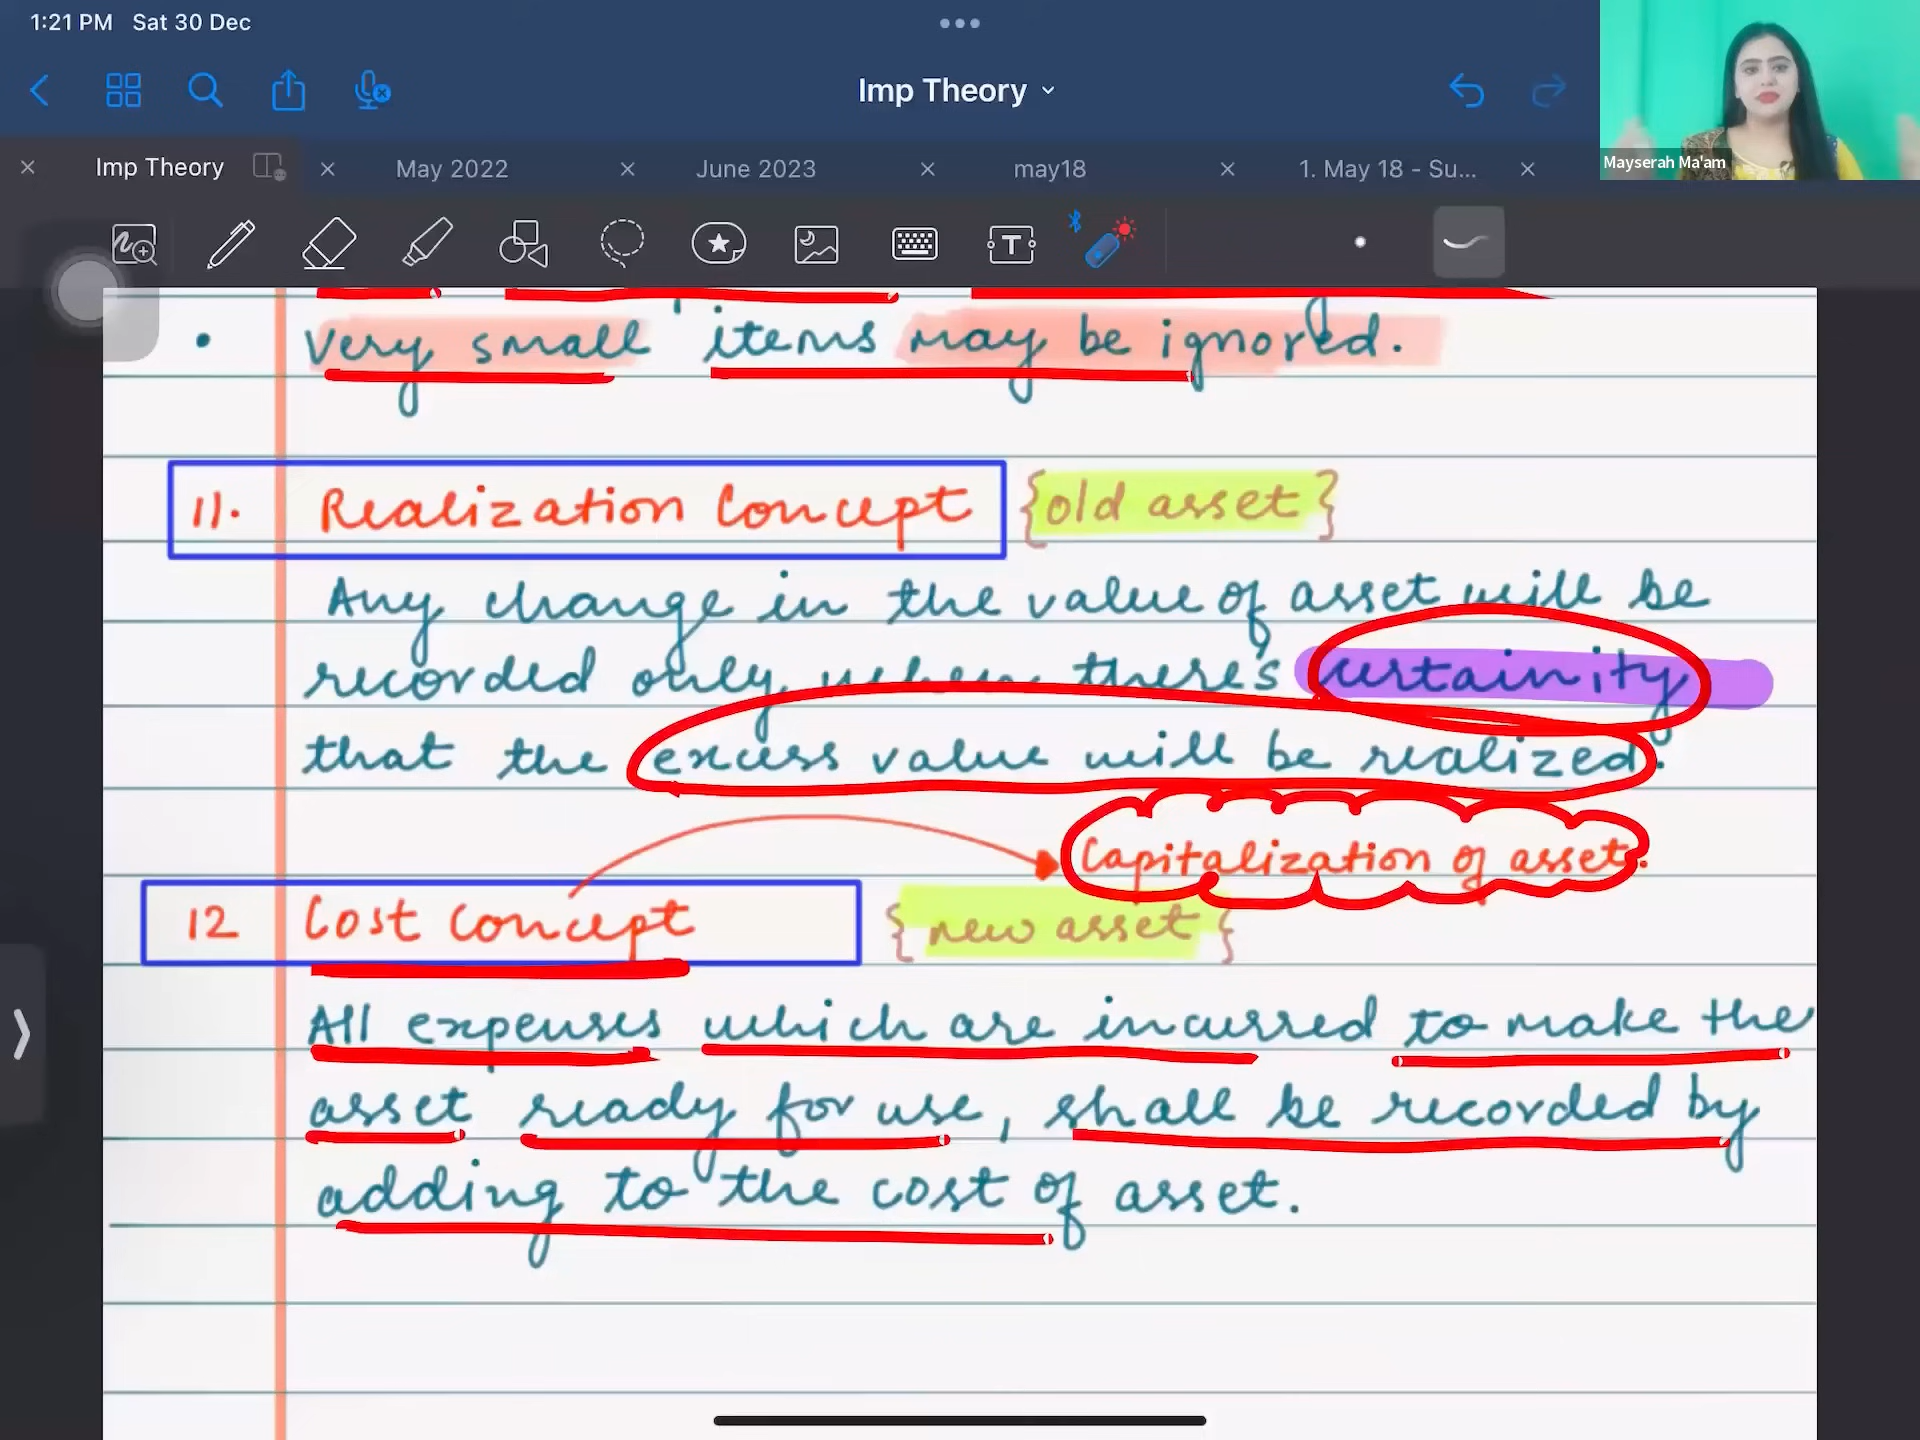 1:21 PM Sat 30 Dec
Imp Theory
Imp Theory
May 2022
June 2023
may18
1. May 18 - Su...
Mayserah Ma'am
• very small items may be ignored.
11. Realization Concept {old asset}
Any change in the value of asset will be
recorded only when there's certainity
that the excess value will be realized.
Capitalization of asset.
12 Cost Concept { new asset }
All expenses which are incurred to make the
asset ready for use, shall be recorded by
adding to the cost of asset.